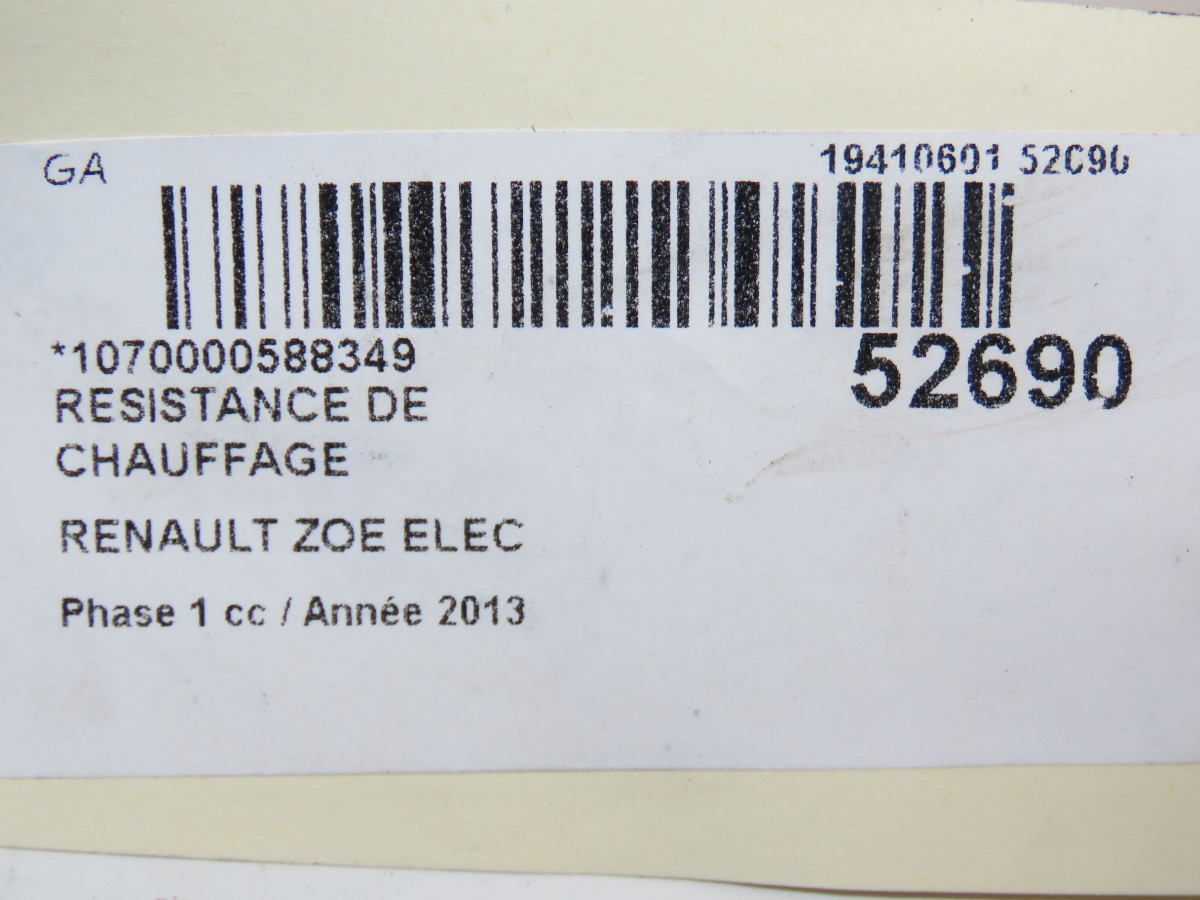 GA
19410601 52690
*1070000588349
52690
RESISTANCE DE
CHAUFFAGE
RENAULT ZOE ELEC
Phase 1 cc / Année 2013